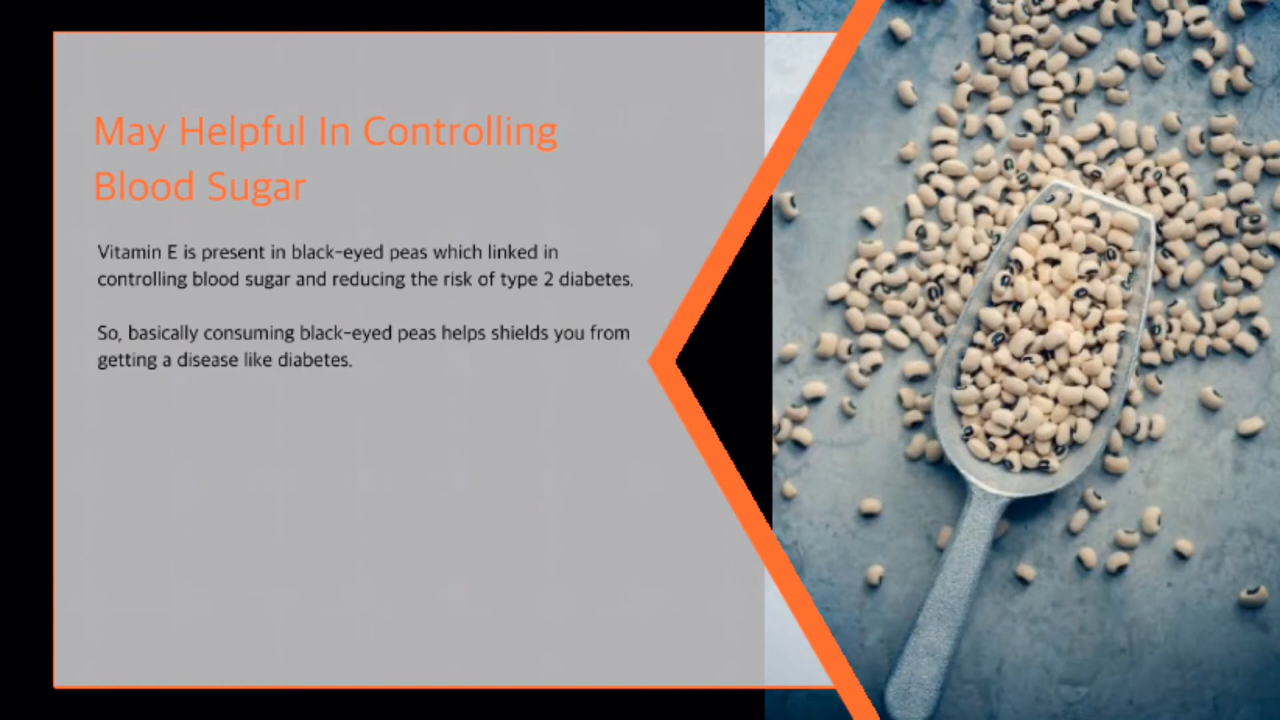 May Helpful In Controlling
Blood Sugar
Vitamin E is present in black-eyed peas which linked in
controlling blood sugar and reducing the risk of type 2 diabetes.
So, basically consuming black-eyed peas helps shields you from
getting a disease like diabetes.